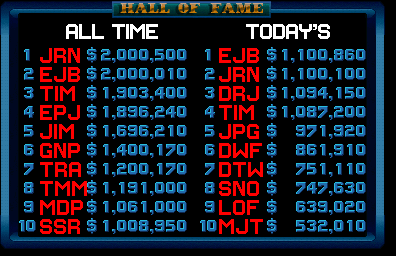 HALL OF FAME
ALL TIME TODAY'S
1 JRN $2,000,500 1 EJB $1,100,860
2 EJB $2,000,010 2 JRN $1,100,100
3 TIM $1,903,400 3 DRJ $1,094,150
4 EPJ $1,896,240 4 TIM $1,087,200
5 JIM $1,696,210 5 JPG $ 971,920
6 GNP $1,400,170 6 DWF $ 861,910
7 TRA $1,200,170 7 DTW $ 751,110
8 TMM $1,191,000 8 SNO $ 747,630
9 MDP $1,061,000 9 LOF $ 639,020
10 SSR $1,008,950 10 MJT $ 532,010